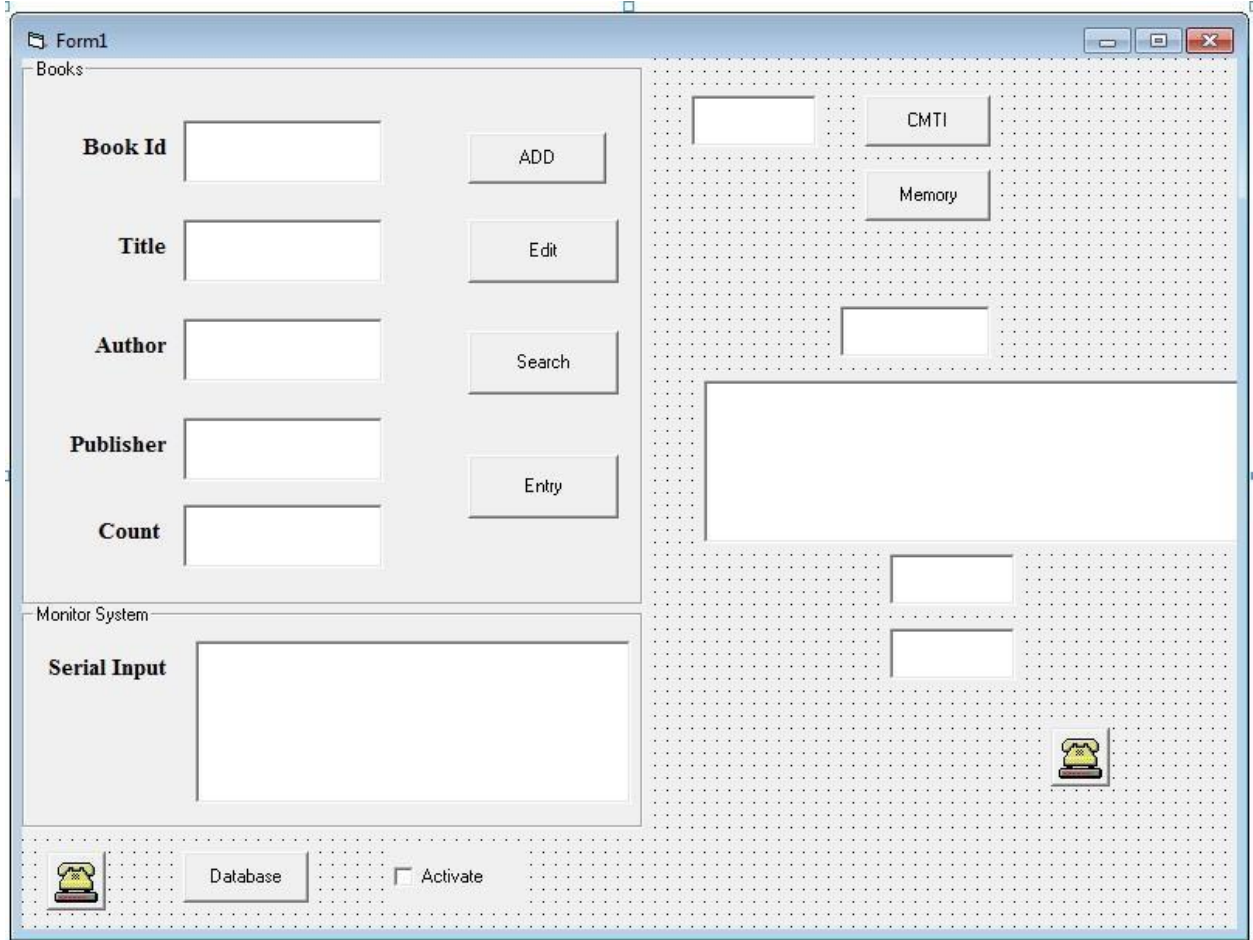 Form1
Books
Book Id
ADD
Title
Edit
Author
Search
Publisher
Entry
Count
Monitor System
Serial Input
Database
Activate
CMTI
Memory